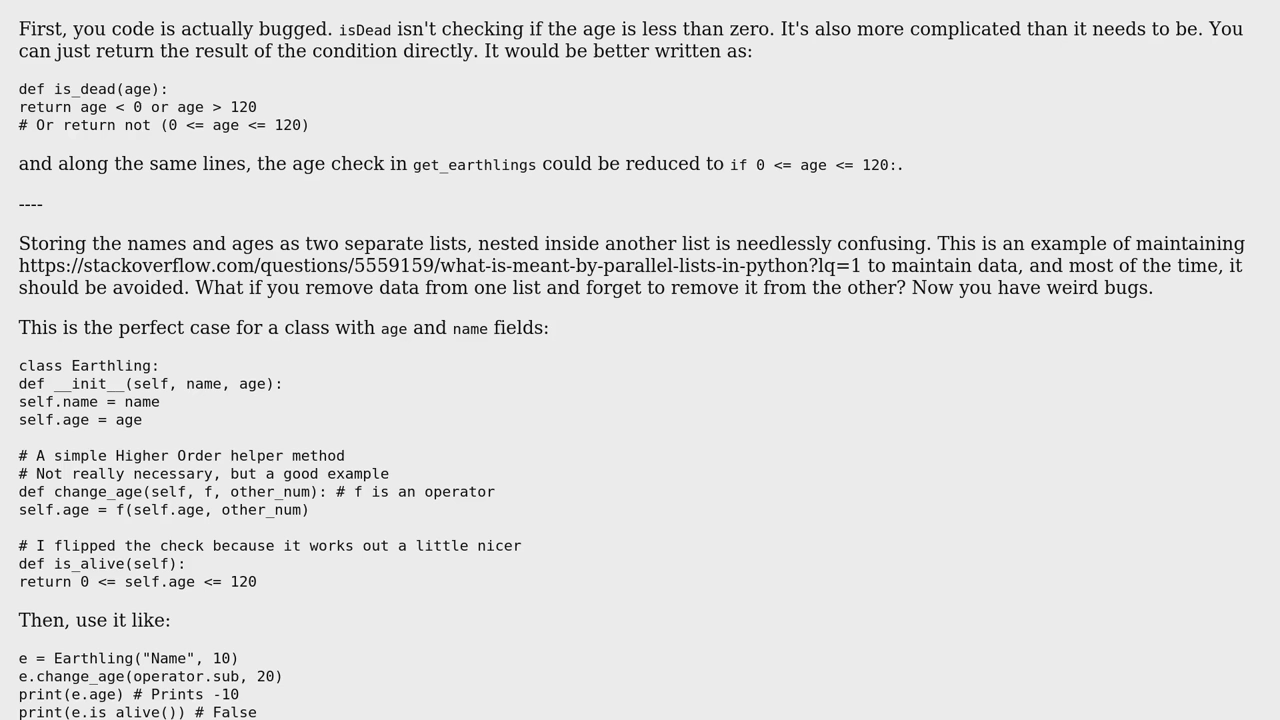 First, you code is actually bugged. isDead isn't checking if the age is less than zero. It's also more complicated than it needs to be. You
can just return the result of the condition directly. It would be better written as:
def is_dead(age):
return age < 0 or age > 120
# Or return not (0 <= age <= 120)
and along the same lines, the age check in get_earthlings could be reduced to if 0 <= age <= 120:.
----
Storing the names and ages as two separate lists, nested inside another list is needlessly confusing. This is an example of maintaining
https://stackoverflow.com/questions/5559159/what-is-meant-by-parallel-lists-in-python?lq=1 to maintain data, and most of the time, it
should be avoided. What if you remove data from one list and forget to remove it from the other? Now you have weird bugs.
This is the perfect case for a class with age and name fields:
class Earthling:
def __init__(self, name, age):
self.name = name
self.age = age
# A simple Higher Order helper method
# Not really necessary, but a good example
def change_age(self, f, other_num): # f is an operator
self.age = f(self.age, other_num)
# I flipped the check because it works out a little nicer
def is_alive(self):
return 0 <= self.age <= 120
Then, use it like:
e = Earthling("Name", 10)
e.change_age(operator.sub, 20)
print(e.age) # Prints -10
print(e.is_alive()) # False